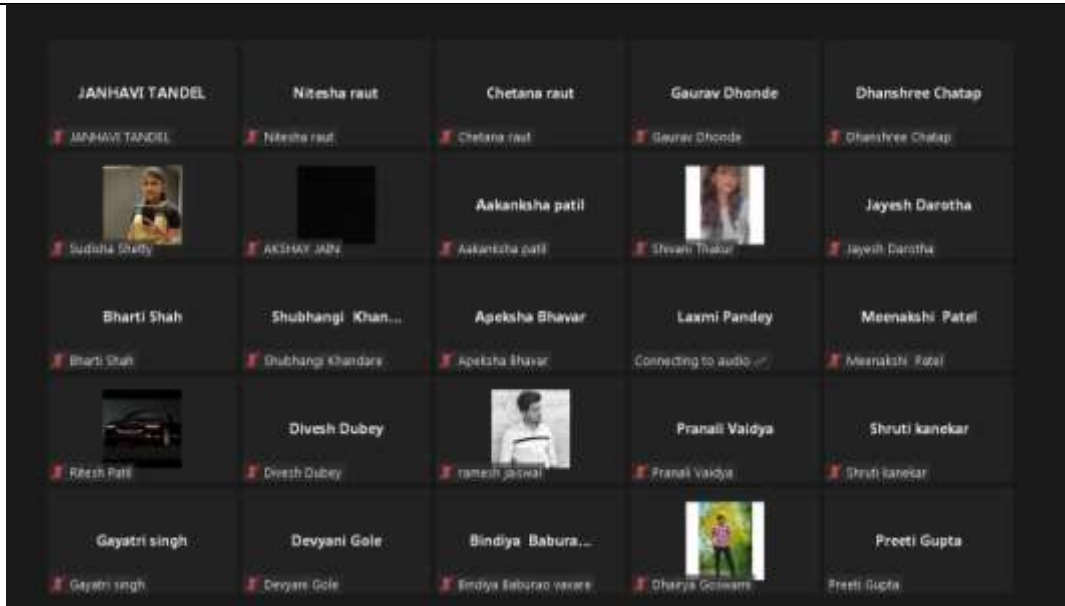 JANHAVI TANDEL
JANHAVI TANDEL
Nitesha raut
Nitesha raut
Chetana raut
Chetana raut
Gaurav Dhonde
Gaurav Dhonde
Dhanshree Chatap
Dhanshree Chatap
Sudisha Shetty
AKSHAY JAIN
Aakanksha patil
Aakanksha patil
Shivani Thakur
Jayesh Darotha
Jayesh Darotha
Bharti Shah
Bharti Shah
Shubhangi Khan...
Shubhangi Khandare
Apeksha Bhavar
Apeksha Bhavar
Laxmi Pandey
Connecting to audio
Meenakshi Patel
Meenakshi Patel
Ritesh Patil
Divesh Dubey
Divesh Dubey
ramesh jaiswal
Pranali Vaidya
Pranali Vaidya
Shruti kanekar
Shruti kanekar
Gayatri singh
Gayatri singh
Devyani Gole
Devyani Gole
Bindiya Babura...
Bindiya Baburao vavare
Dhairya Goswami
Preeti Gupta
Preeti Gupta